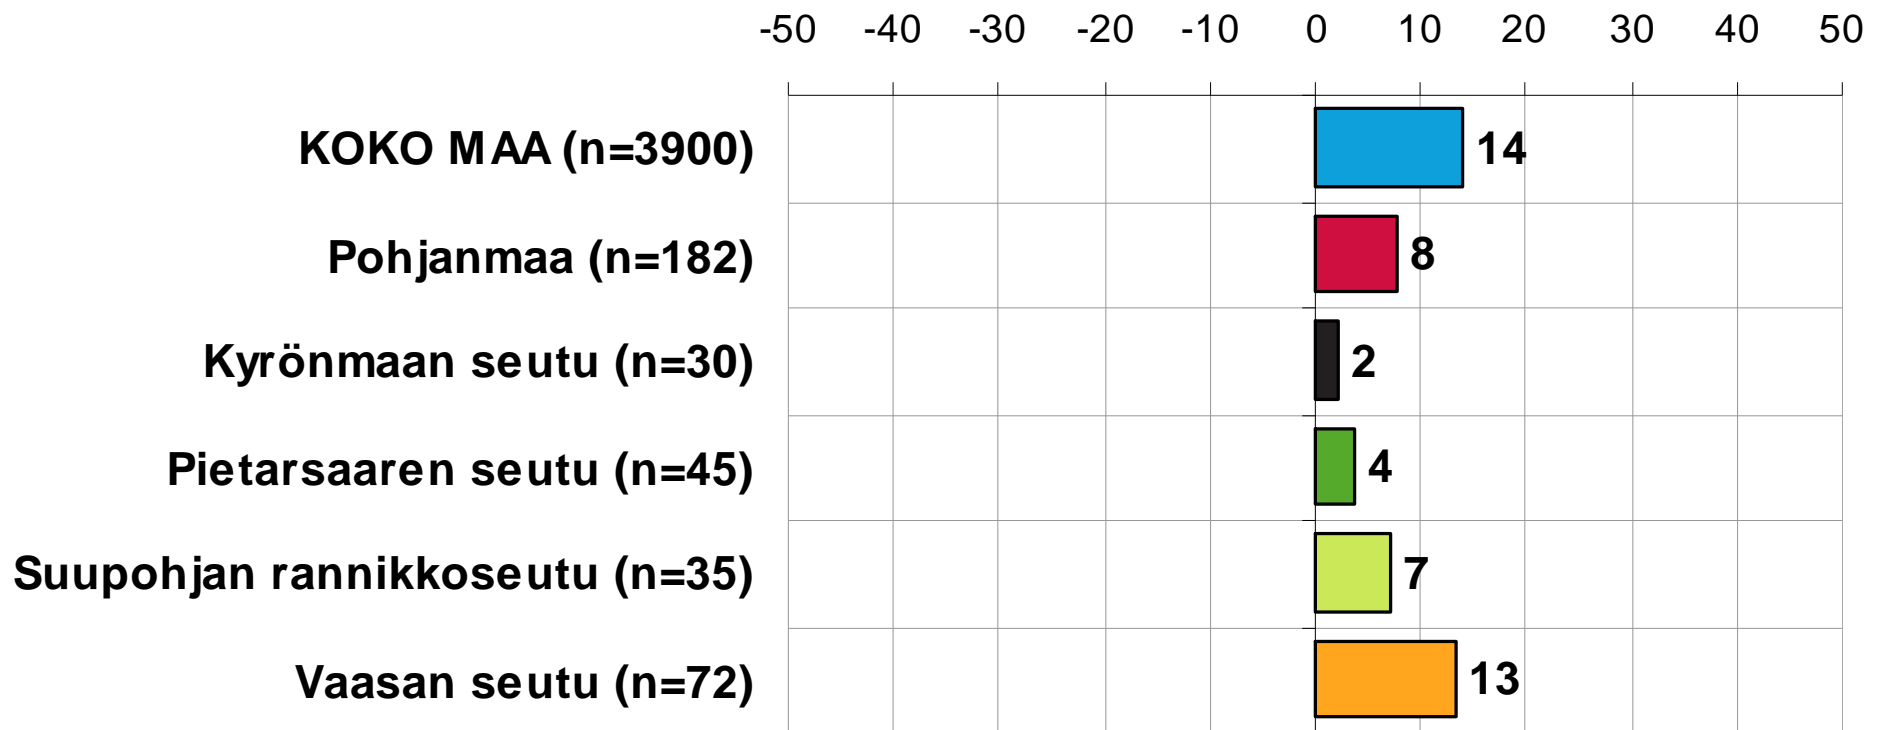 -50 -40 -30 -20 -10 0 10 20 30 40 50
KOKO MAA (n=3900) 14
Pohjanmaa (n=182) 8
Kyrönmaan seutu (n=30) 2
Pietarsaaren seutu (n=45) 4
Suupohjan rannikkoseutu (n=35) 7
Vaasan seutu (n=72) 13